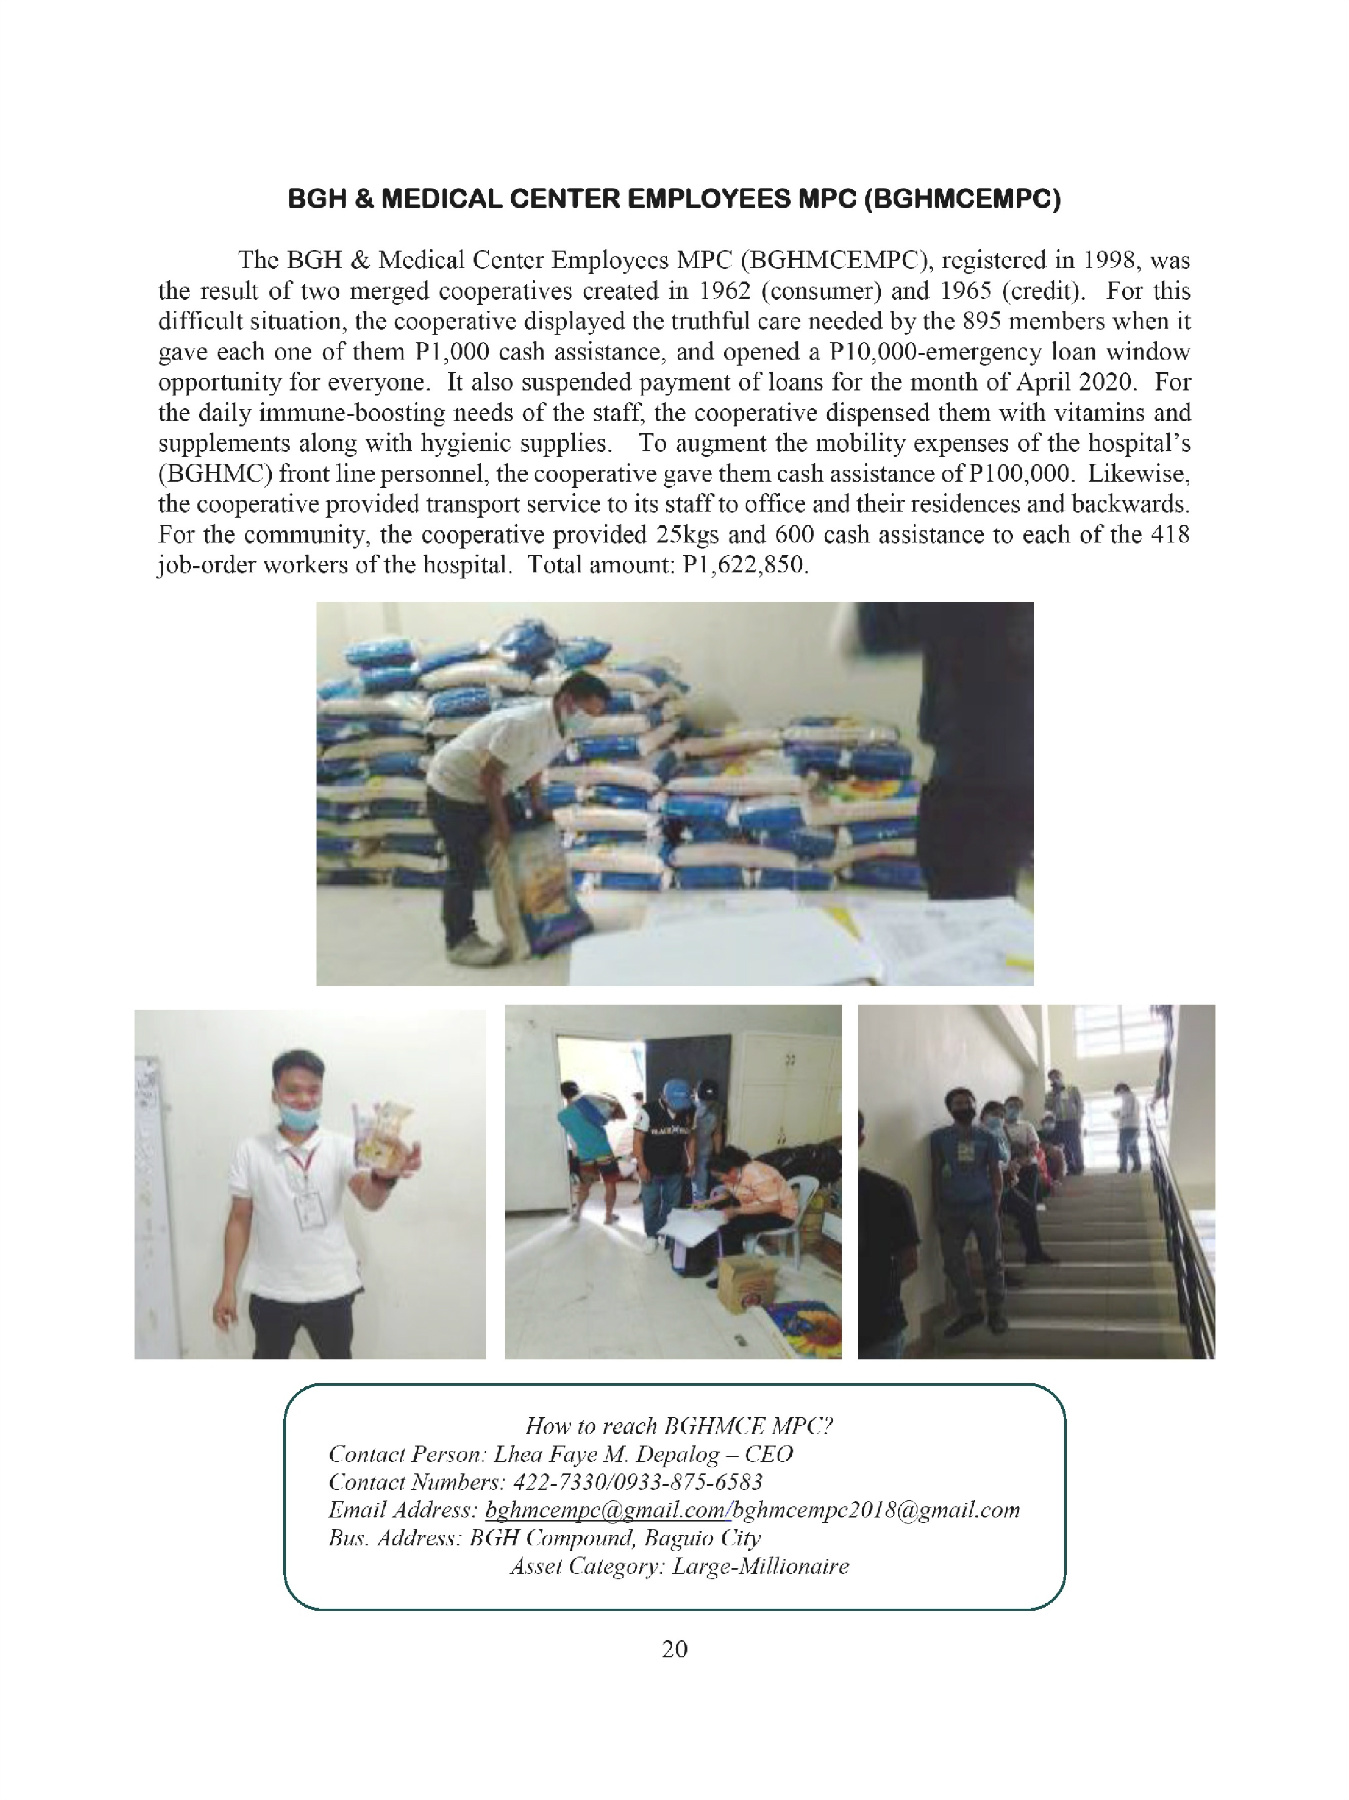 BGH & MEDICAL CENTER EMPLOYEES MPC (BGHMCEMPC)
The BGH & Medical Center Employees MPC (BGHMCEMPC), registered in 1998, was
the result of two merged cooperatives created in 1962 (consumer) and 1965 (credit). For this
difficult situation, the cooperative displayed the truthful care needed by the 895 members when it
gave each one of them P1,000 cash assistance, and opened a P10,000-emergency loan window
opportunity for everyone. It also suspended payment of loans for the month of April 2020. For
the daily immune-boosting needs of the staff, the cooperative dispensed them with vitamins and
supplements along with hygienic supplies. To augment the mobility expenses of the hospital's
(BGHMC) front line personnel, the cooperative gave them cash assistance of P100,000. Likewise,
the cooperative provided transport service to its staff to office and their residences and backwards.
For the community, the cooperative provided 25kgs and 600 cash assistance to each of the 418
job-order workers of the hospital. Total amount: P1,622,850.
How to reach BGHMCE MPC?
Contact Person: Lhea Faye M. Depalog – CEO
Contact Numbers: 422-7330/0933-875-6583
Email Address: bghmcempc@gmail.com/bghmcempc2018@gmail.com
Bus. Address: BGH Compound, Baguio City
Asset Category: Large-Millionaire
20